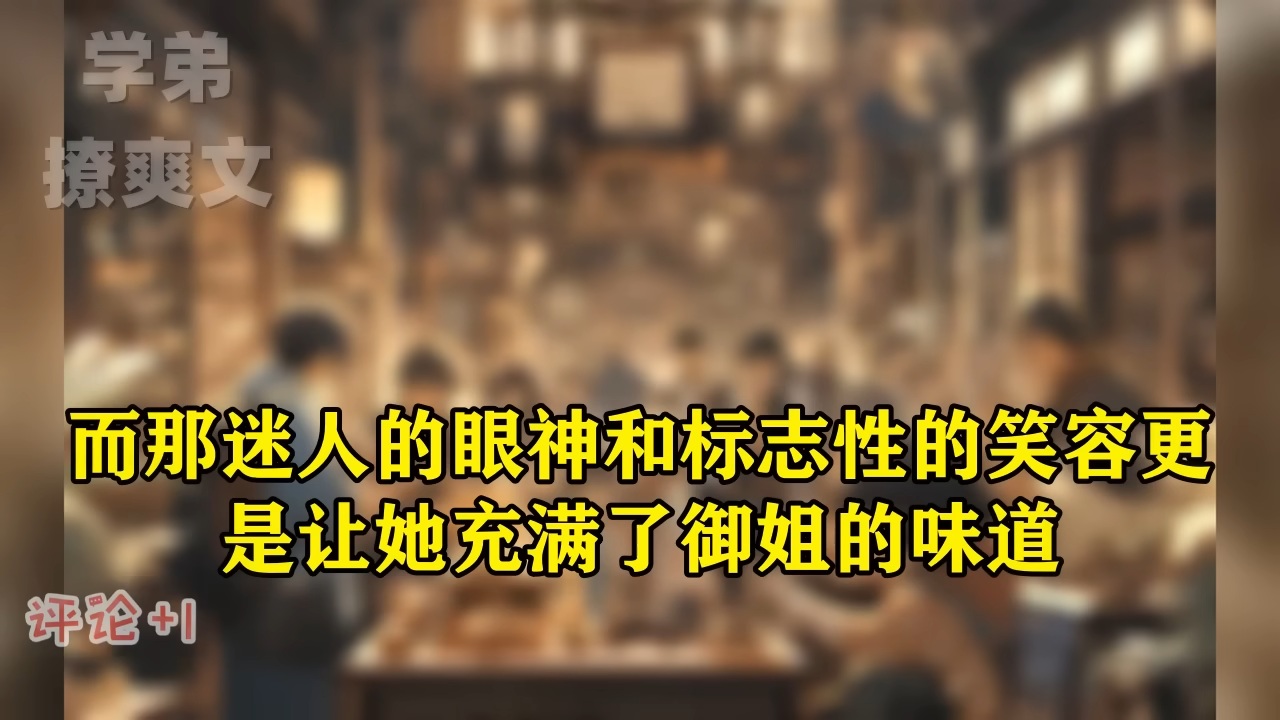 学弟
撩爽文
而那迷人的眼神和标志性的笑容更
是让她充满了御姐的味道
评论+1